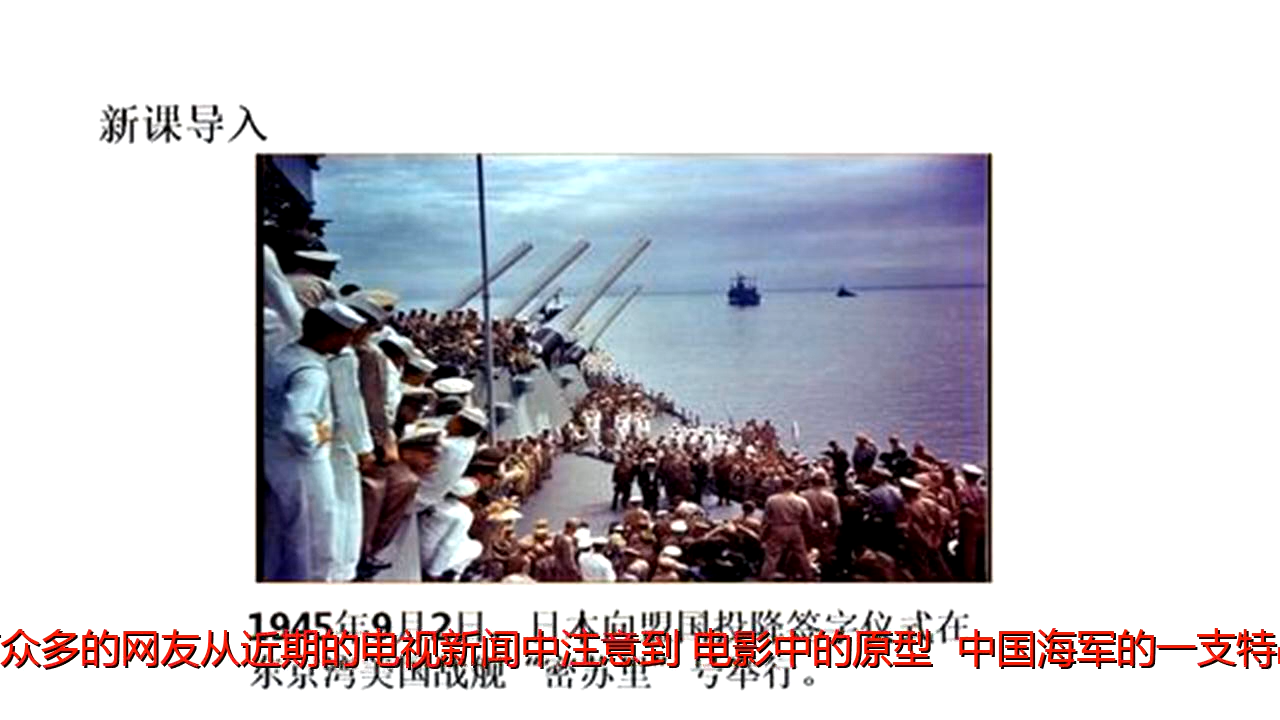 新课导入
1945年9月2日，日本向盟国投降签字仪式在
众多的网友从近期的电视新闻中注意到 电影中的原型 中国海军的一支特
东京湾美国战舰“密苏里”号举行。